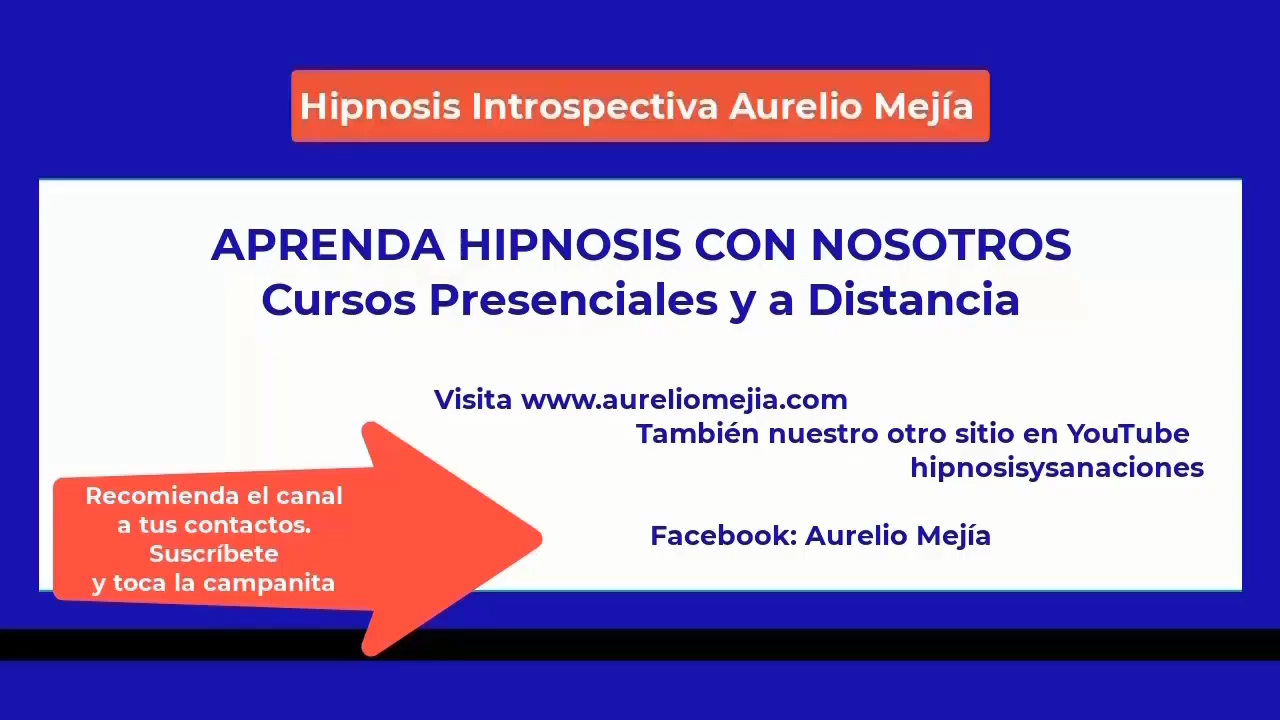 Hipnosis Introspectiva Aurelio Mejía
APRENDA HIPNOSIS CON NOSOTROS
Cursos Presenciales y a Distancia
Visita www.aureliomejia.com
También nuestro otro sitio en YouTube
hipnosisysanaciones
Facebook: Aurelio Mejía
Recomienda el canal
a tus contactos.
Suscríbete
y toca la campanita